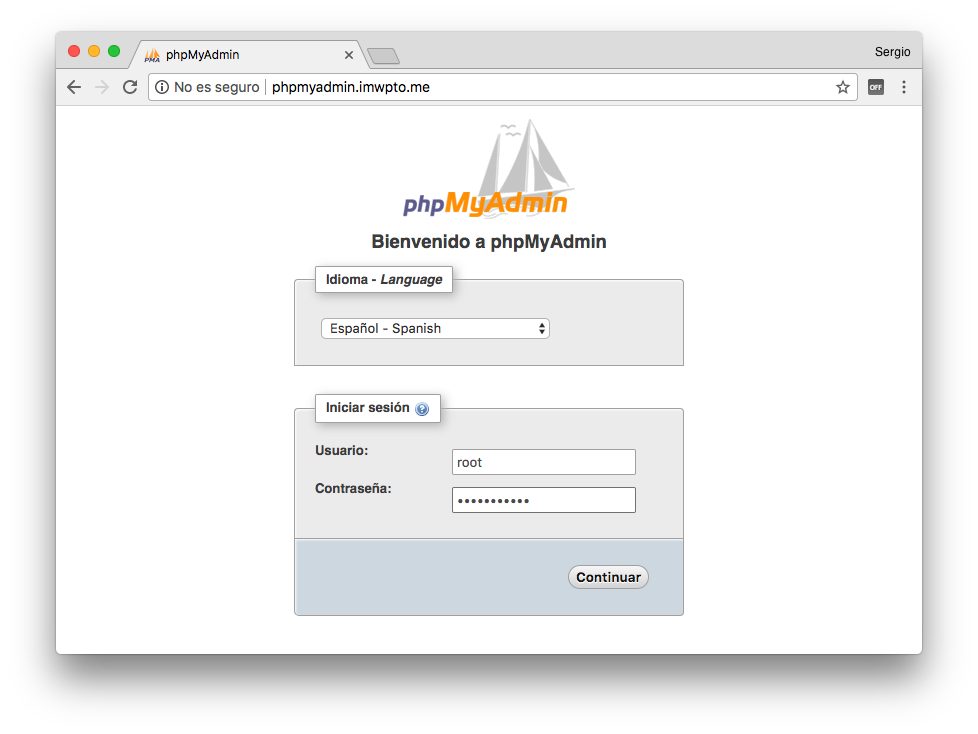 phpMyAdmin
Sergio
No es seguro phpmyadmin.imwpto.me
OFF
phpMyAdmin
Bienvenido a phpMyAdmin
Idioma - Language
Español - Spanish
Iniciar sesión
Usuario:
root
Contraseña:
•••••••••••
Continuar